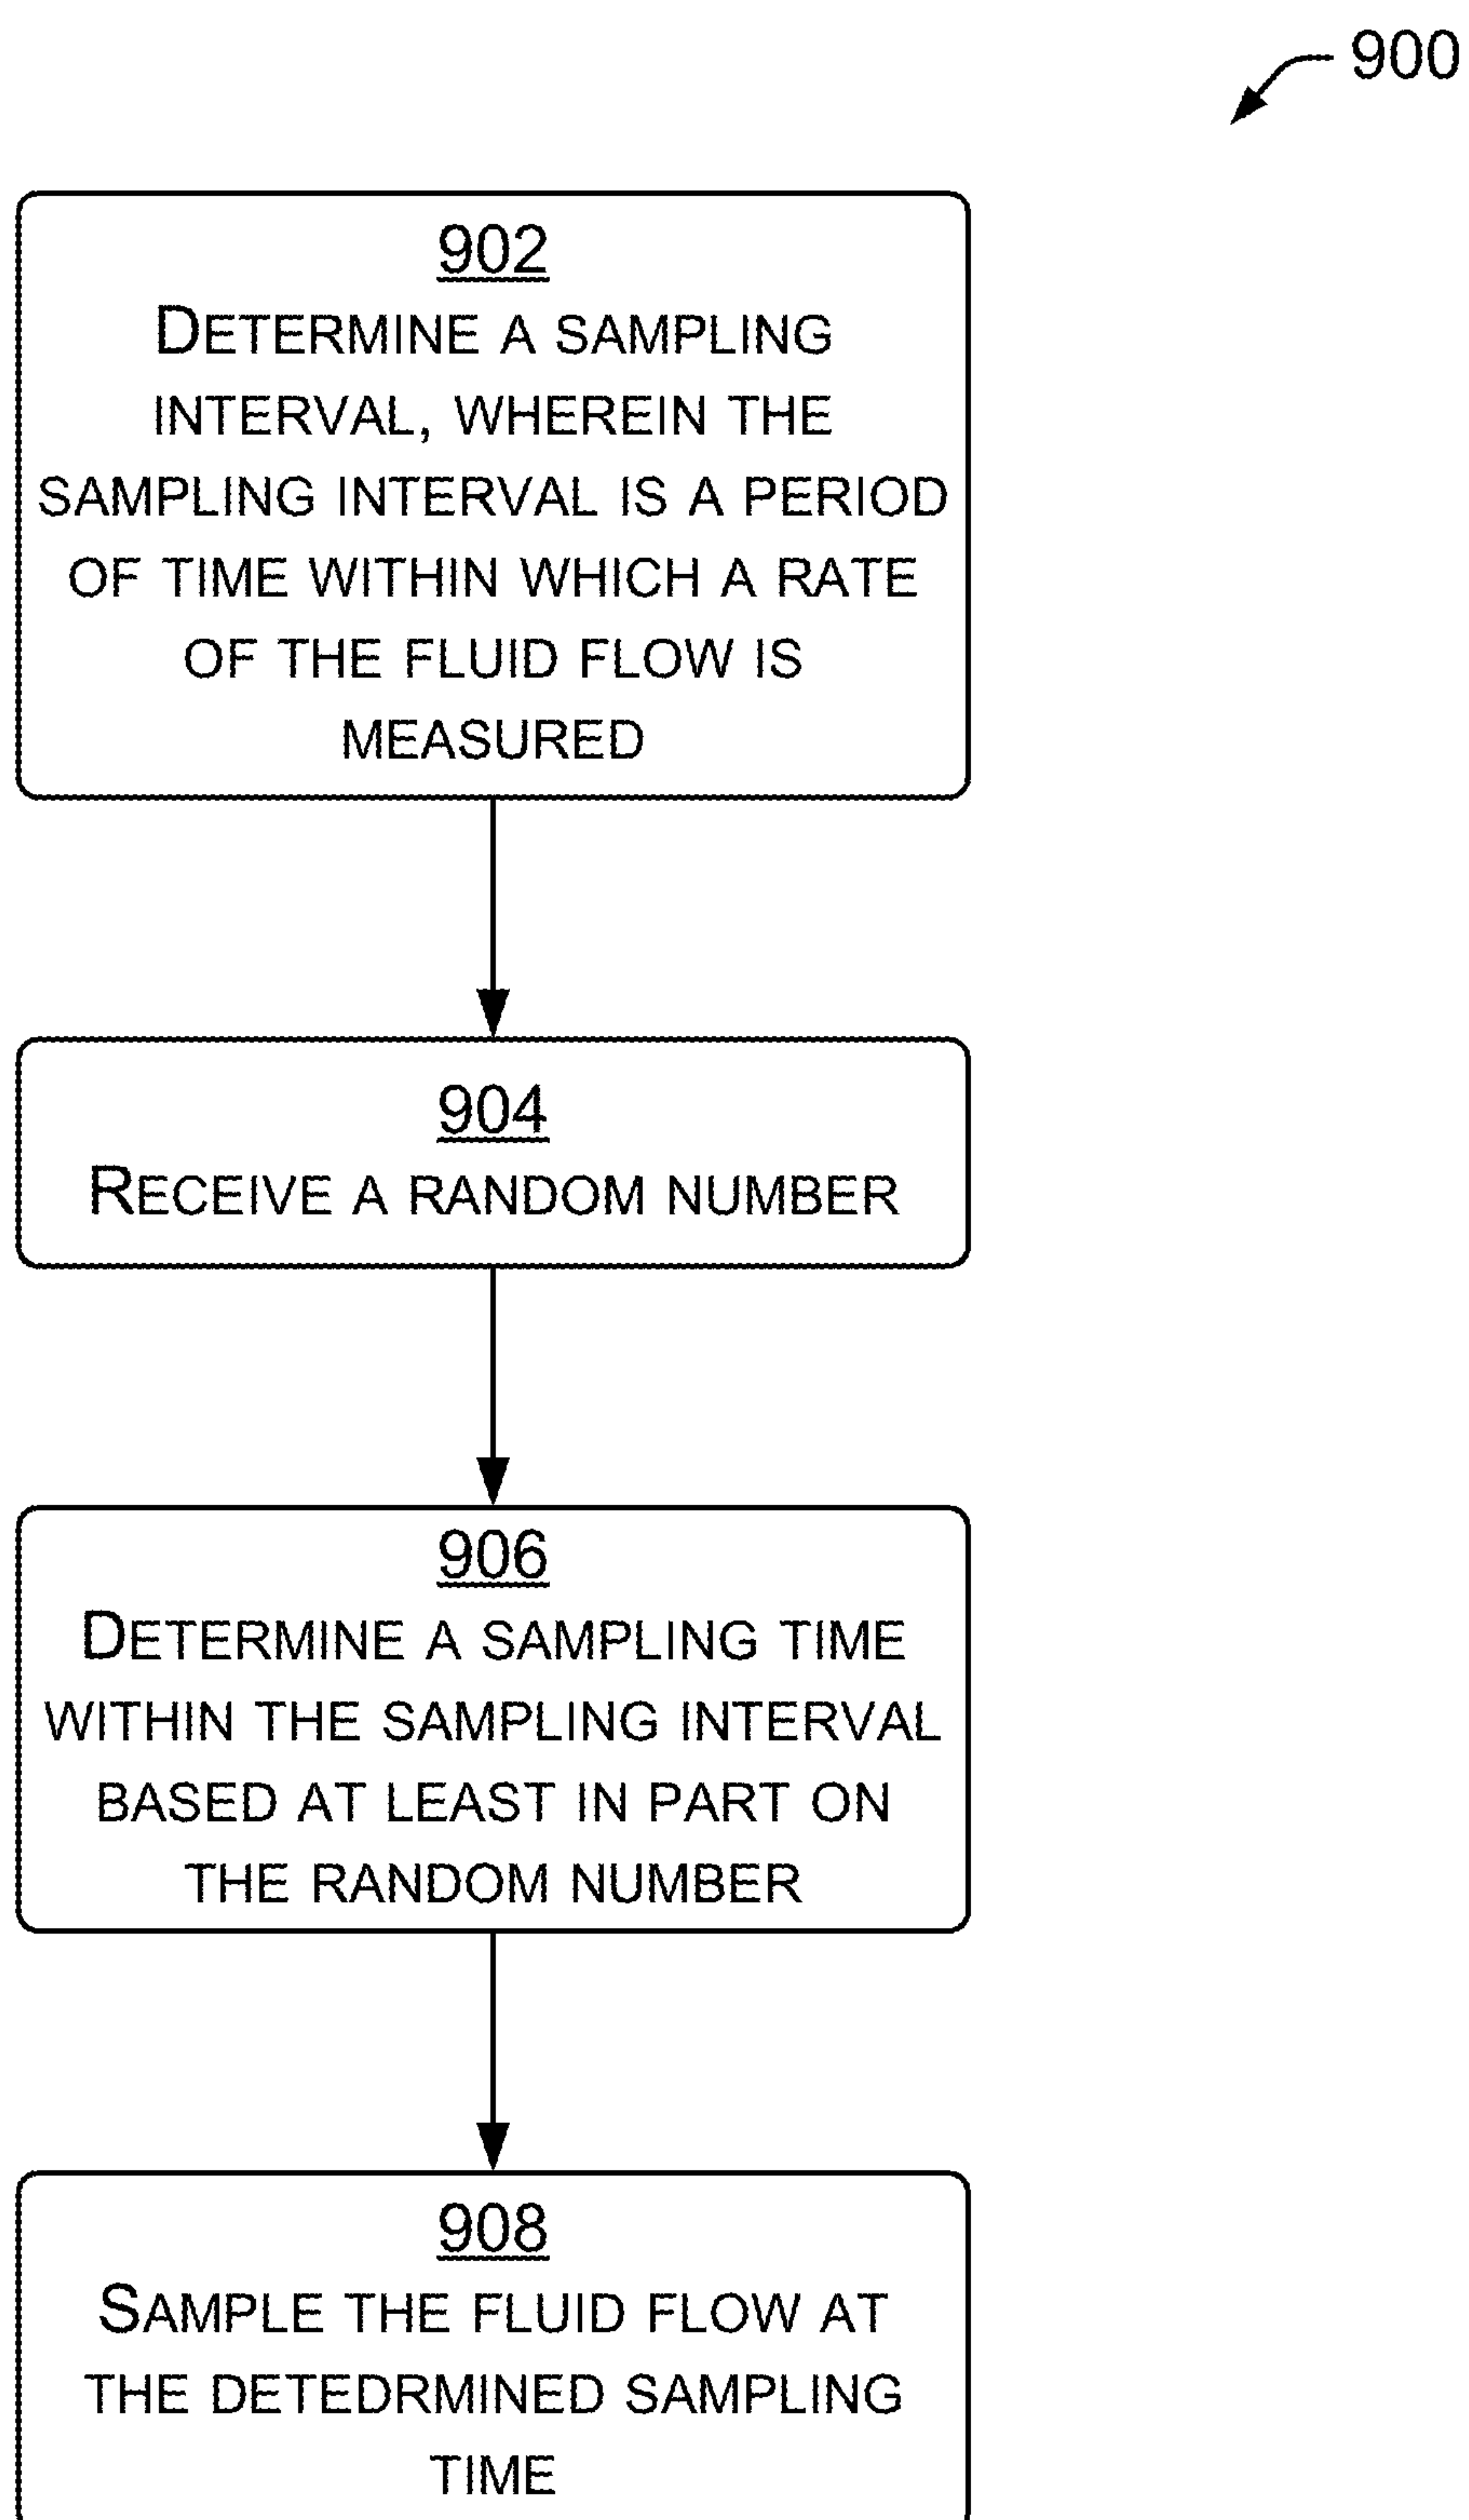 900
902
DETERMINE A SAMPLING
INTERVAL, WHEREIN THE
SAMPLING INTERVAL IS A PERIOD
OF TIME WITHIN WHICH A RATE
OF THE FLUID FLOW IS
MEASURED
904
RECEIVE A RANDOM NUMBER
906
DETERMINE A SAMPLING TIME
WITHIN THE SAMPLING INTERVAL
BASED AT LEAST IN PART ON
THE RANDOM NUMBER
908
SAMPLE THE FLUID FLOW AT
THE DETEDRMINED SAMPLING
TIME